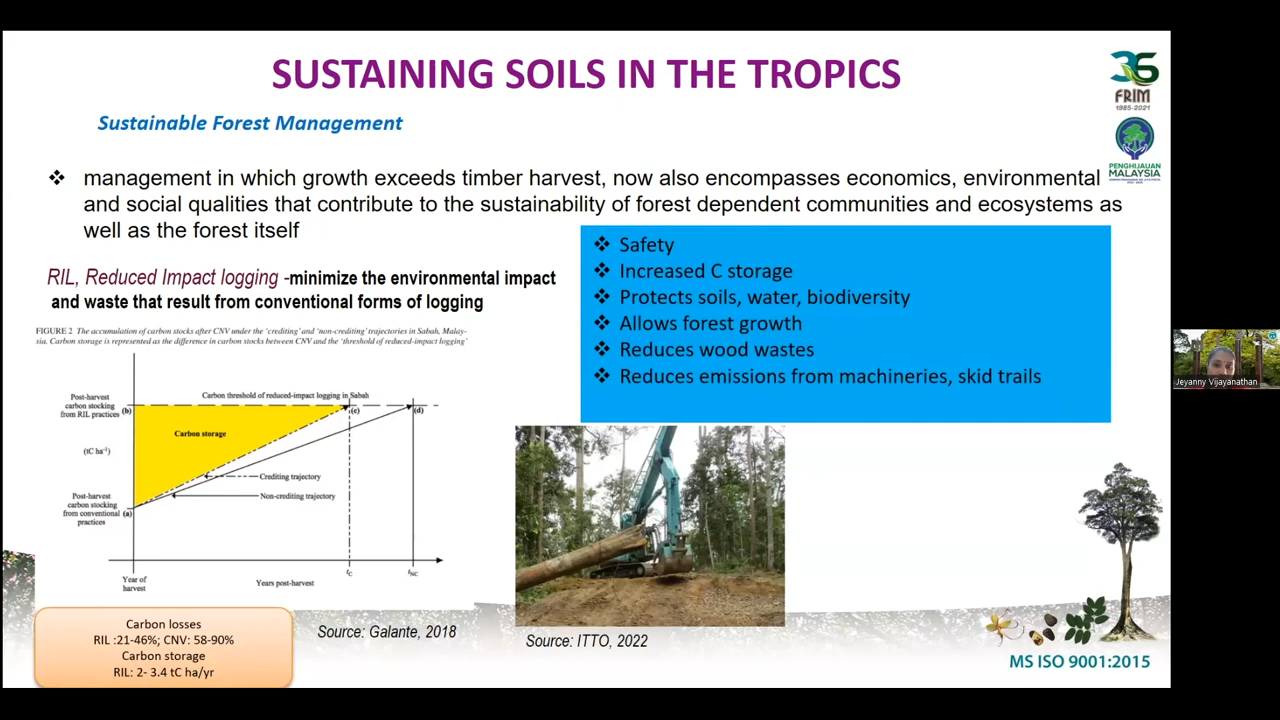 SUSTAINING SOILS IN THE TROPICS
36
FRIM
1985-2021
PENGHIJAUAN
MALAYSIA
Sustainable Forest Management
❖ management in which growth exceeds timber harvest, now also encompasses economics, environmental
and social qualities that contribute to the sustainability of forest dependent communities and ecosystems as
well as the forest itself
RIL, Reduced Impact logging -minimize the environmental impact
and waste that result from conventional forms of logging
❖ Safety
❖ Increased C storage
❖ Protects soils, water, biodiversity
❖ Allows forest growth
❖ Reduces wood wastes
❖ Reduces emissions from machineries, skid trails
FIGURE 2 The accumulation of carbon stocks after CNV under the 'crediting' and 'non-crediting' trajectories in Sabah, Malay-
sia. Carbon storage is represented as the difference in carbon stocks between CNV and the 'threshold of reduced-impact logging'
Carbon threshold of reduced-impact logging in Sabah
Post-harvest
carbon stocking
from RIL practices
(b)
(c)
(d)
Carbon storage
(tC ha⁻¹)
Crediting trajectory
Non-crediting trajectory
Post-harvest
carbon stocking
from conventional
practices
(a)
Year of
harvest
Years post-harvest
tC
tNC
Carbon losses
RIL :21-46%; CNV: 58-90%
Carbon storage
RIL: 2- 3.4 tC ha/yr
Source: Galante, 2018
Source: ITTO, 2022
MS ISO 9001:2015
Jeyanny Vijayanathan